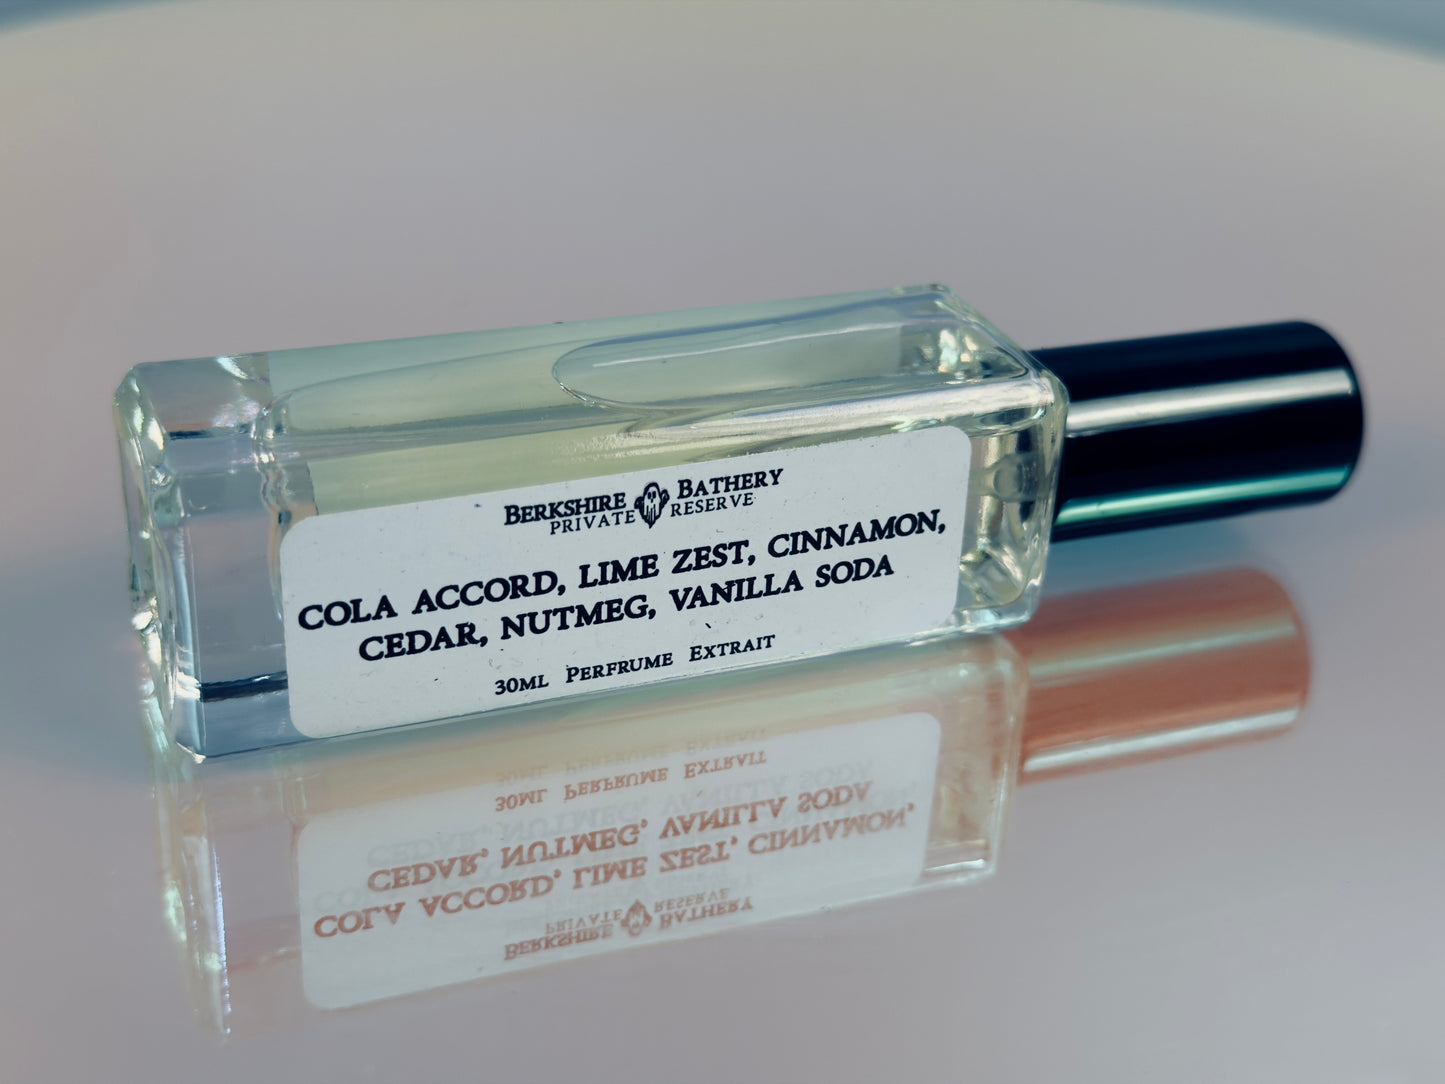 BERKSHIRE BATHERY
PRIVATE RESERVE
COLA ACCORD, LIME ZEST, CINNAMON,
CEDAR, NUTMEG, VANILLA SODA
30ML PERFRUME EXTRAIT